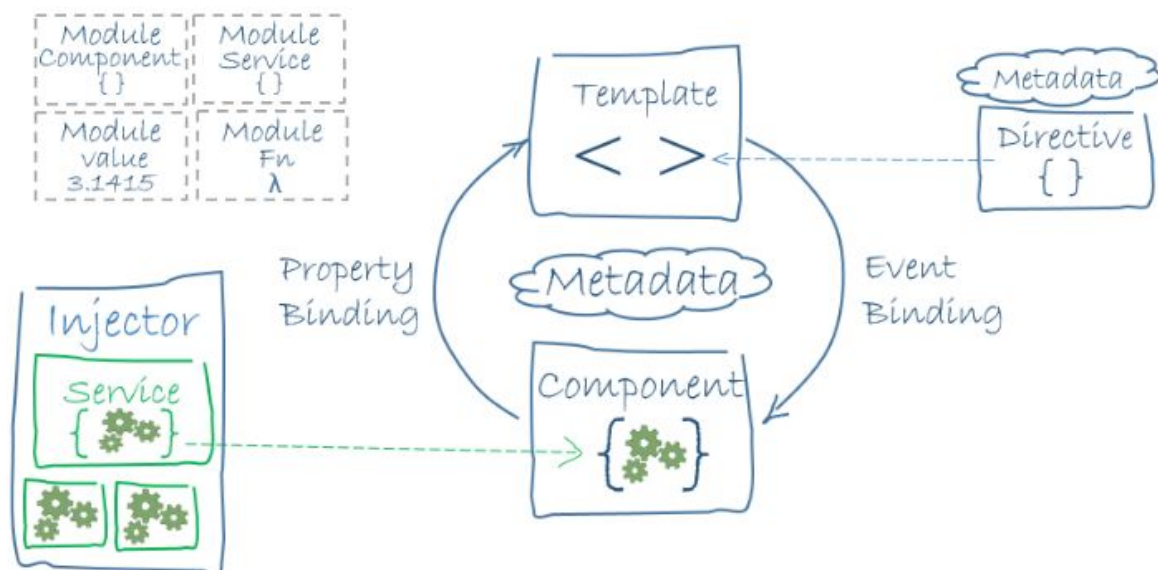 Module
Component
{ }
Module
Service
{ }
Module
value
3.1415
Module
Fn
λ
Template
< >
Metadata
Directive
{ }
Property
Binding
Metadata
Event
Binding
Injector
Service
{ }
Component
{ }